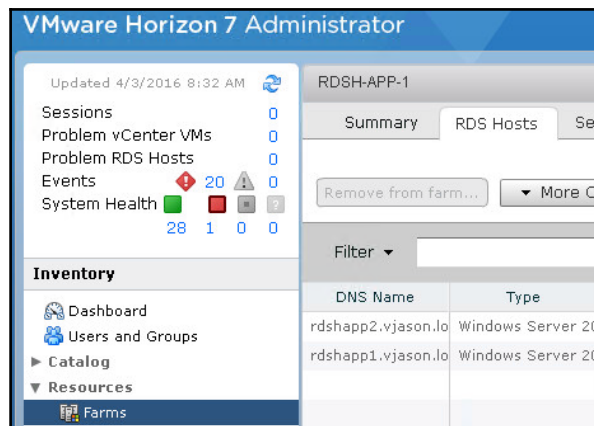 VMware Horizon 7 Administrator
Updated 4/3/2016 8:32 AM
Sessions 0
Problem vCenter VMs 0
Problem RDS Hosts 0
Events 20 0
System Health
28 1 0 0
Inventory
Dashboard
Users and Groups
Catalog
Resources
Farms
RDSH-APP-1
Summary RDS Hosts Se
Remove from farm... More C
Filter
DNS Name Type
rdshapp2.vjason.lo Windows Server 20
rdshapp1.vjason.lo Windows Server 20